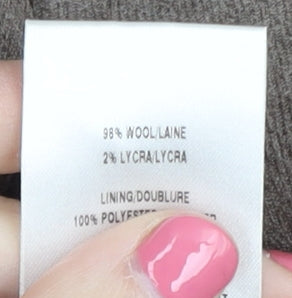 98% WOOL/LAINE
2% LYCRA/LYCRA
LINING/DOUBLURE
100%